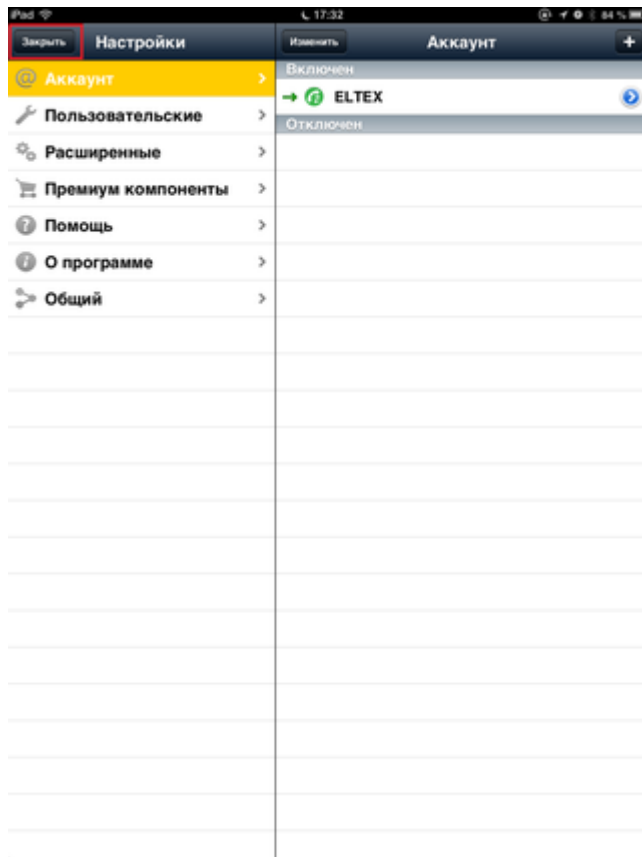 iPad 17:32 84 %
Закрыть Настройки
Аккаунт
Пользовательские
Расширенные
Премиум компоненты
Помощь
О программе
Общий
Изменить Аккаунт +
Включен
ELTEX
Отключен